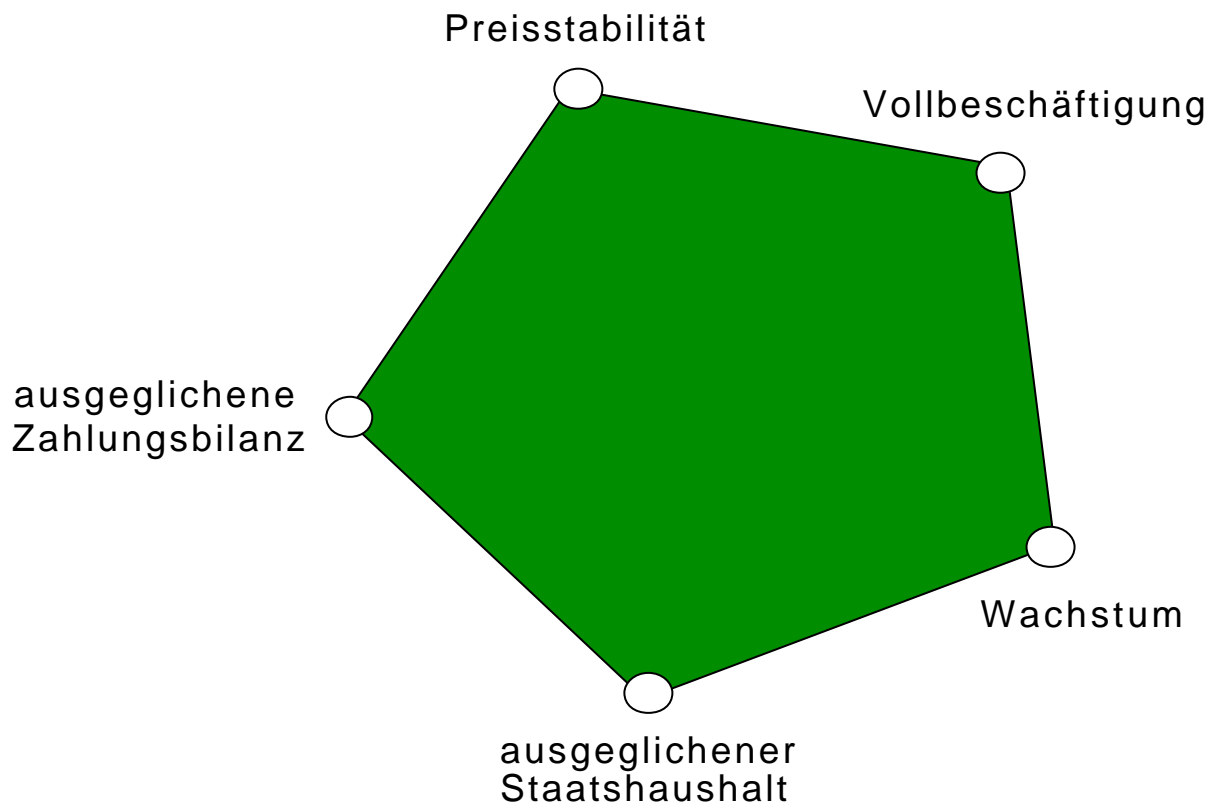 Preisstabilität
Vollbeschäftigung
ausgeglichene
Zahlungsbilanz
Wachstum
ausgeglichener
Staatshaushalt